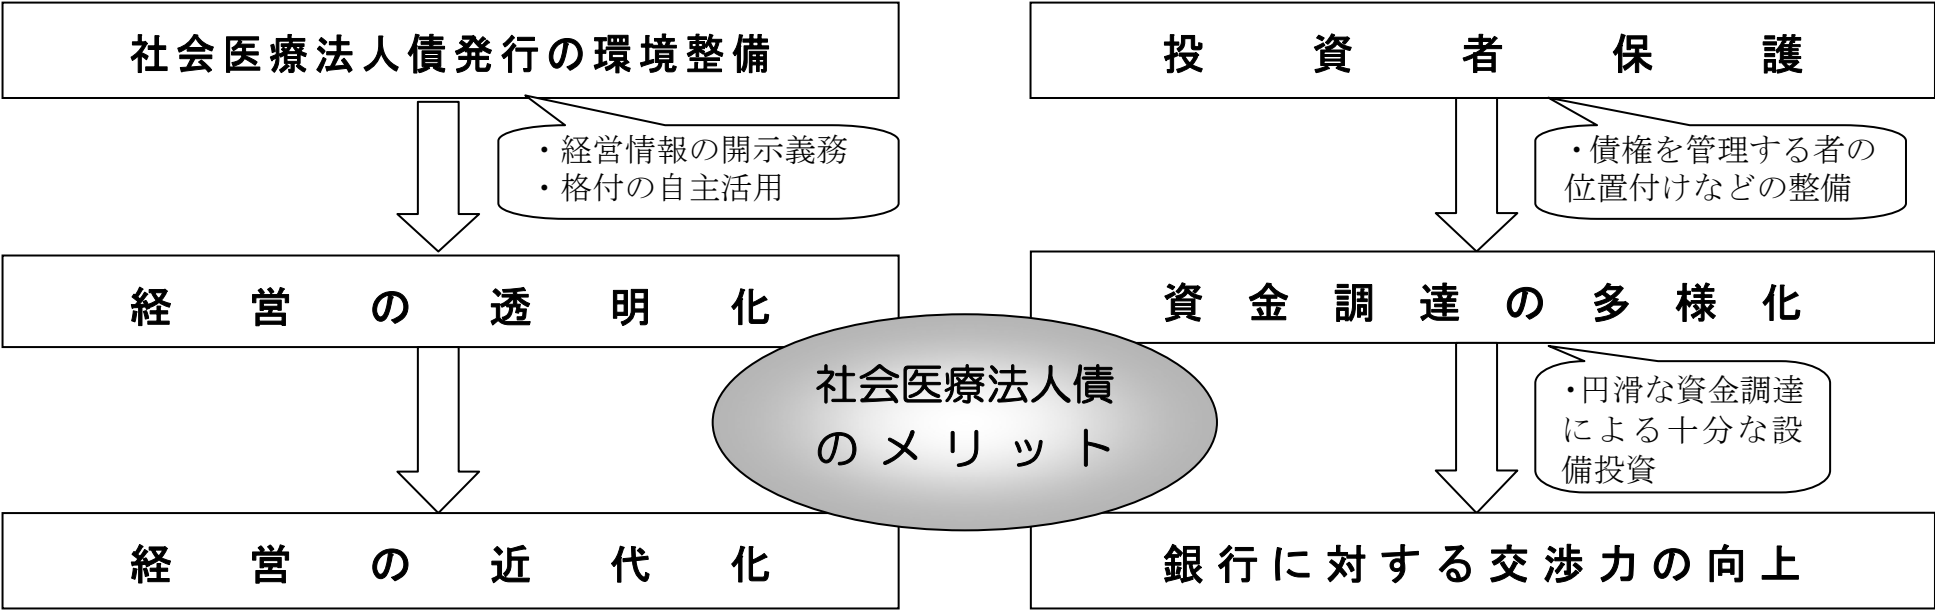 社会医療法人債発行の環境整備
・経営情報の開示義務
・格付の自主活用
経営の透明化
経営の近代化
社会医療法人債
のメリット
投資者保護
・債権を管理する者の
位置付けなどの整備
資金調達の多様化
・円滑な資金調達
による十分な設
備投資
銀行に対する交渉力の向上